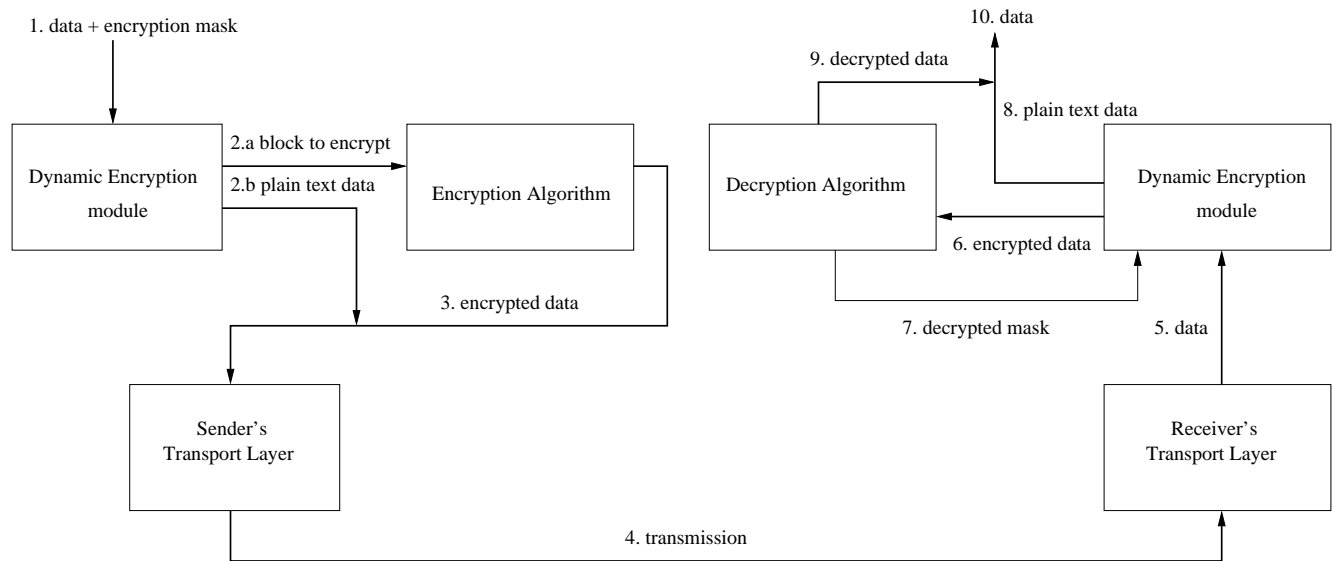 1. data + encryption mask
10. data
9. decrypted data
8. plain text data
2.a block to encrypt
2.b plain text data
Dynamic Encryption
module
Encryption Algorithm
Decryption Algorithm
Dynamic Encryption
module
6. encrypted data
3. encrypted data
7. decrypted mask
5. data
Sender’s
Transport Layer
Receiver’s
Transport Layer
4. transmission